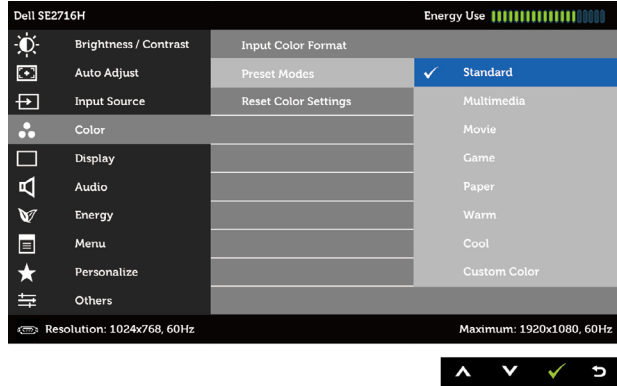 Dell SE2716H Energy Use
Brightness / Contrast Input Color Format
Auto Adjust Preset Modes Standard
Input Source Reset Color Settings Multimedia
Color Movie
Display Game
Audio Paper
Energy Warm
Menu Cool
Personalize Custom Color
Others
Resolution: 1024x768, 60Hz Maximum: 1920x1080, 60Hz